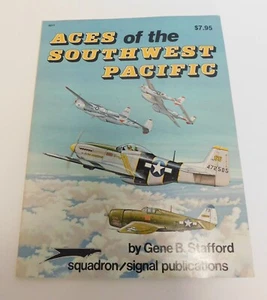 $7.95
ACES of the
SOUTHWEST
PACIFIC
by Gene B. Stafford
squadron/signal publications